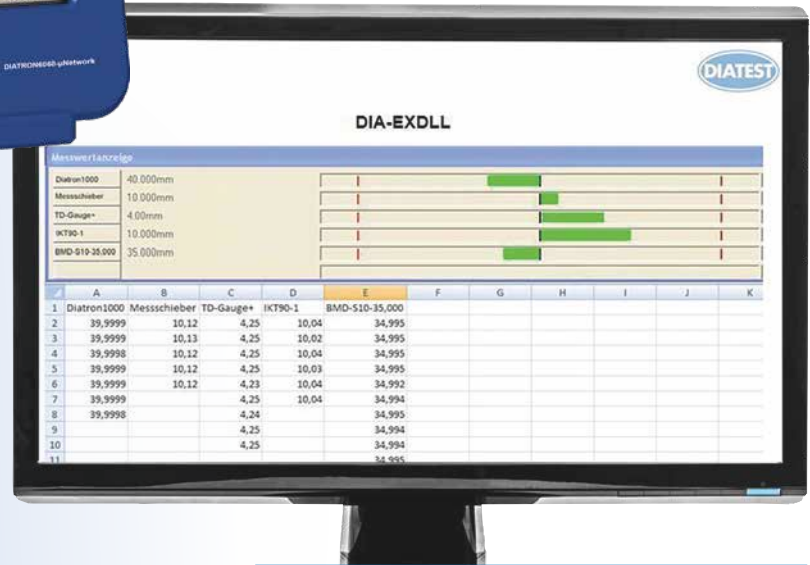 DIATRON6060-µNetwork
DIATEST
DIA-EXDLL
Messwertanzeige
Diatron1000 40.000mm
Messschieber 10.000mm
TD-Gauge+ 4.00mm
IKT90-1 10.000mm
BMD-S10-35,000 35.000mm
A B C D E F G H I J K
1 Diatron1000 Messschieber TD-Gauge+ IKT90-1 BMD-S10-35,000
2 39,9999 10,12 4,25 10,04 34,995
3 39,9999 10,13 4,25 10,02 34,995
4 39,9998 10,12 4,25 10,04 34,995
5 39,9999 10,12 4,25 10,03 34,995
6 39,9999 10,12 4,23 10,04 34,992
7 39,9999 4,25 10,04 34,994
8 39,9998 4,24 34,995
9 4,25 34,994
10 4,25 34,994
11 34,995